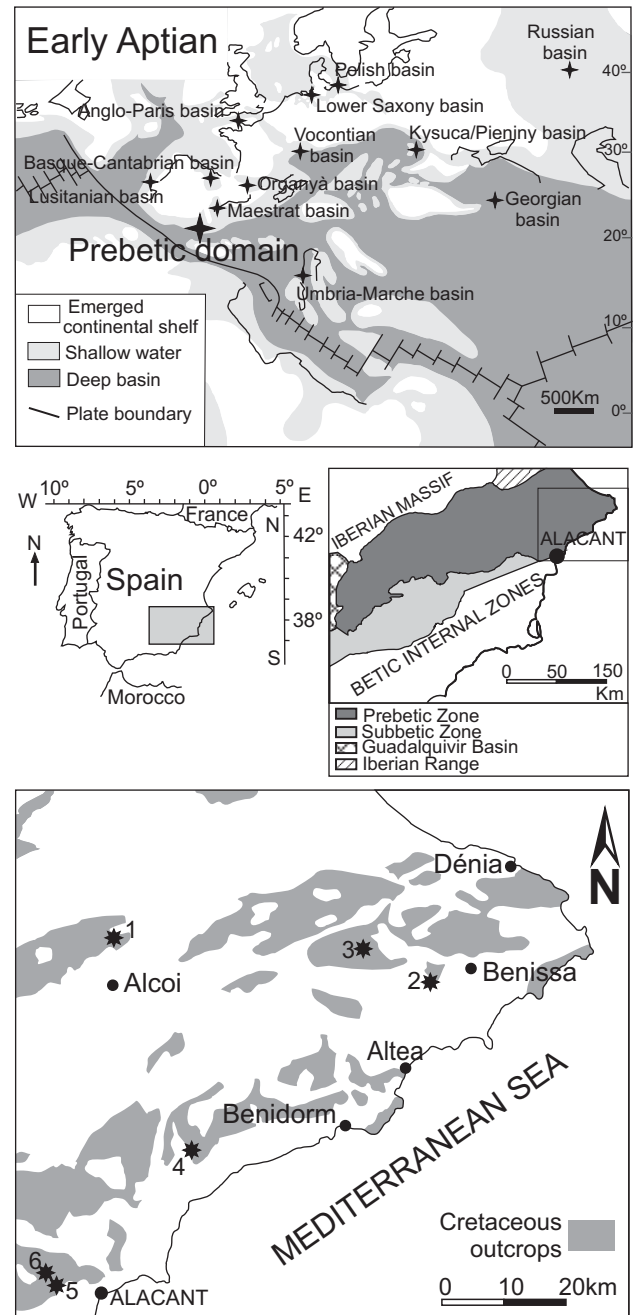 Early Aptian
Russian
basin
40º
Polish basin
Lower Saxony basin
Anglo-Paris basin
Vocontian
basin
Kysuca/Pieniny basin
30º
Basque-Cantabrian basin
Organyà basin
Lusitanian basin
Maestrat basin
Georgian
basin
Prebetic domain
20º
Umbria-Marche basin
Emerged
continental shelf
Shallow water
Deep basin
Plate boundary
10º
500Km
0º
10º 5º 0º 5º
W E
France
N
42º
N
Portugal
Spain
38º
S
Morocco
IBERIAN MASSIF
ALACANT
BETIC INTERNAL ZONES
0 50 150
Km
Prebetic Zone
Subbetic Zone
Guadalquivir Basin
Iberian Range
Dénia
N
1
3
Alcoi
2
Benissa
Altea
Benidorm
4
MEDITERRANEAN SEA
Cretaceous
outcrops
6
5
ALACANT
0 10 20km